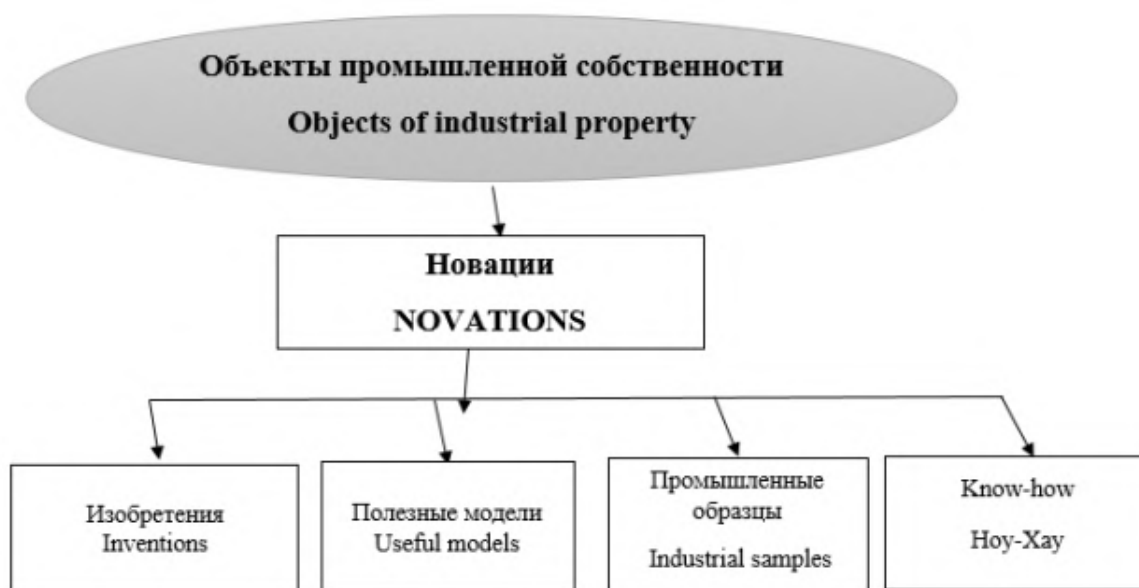 Объекты промышленной собственности
Objects of industrial property
Новации
NOVATIONS
Изобретения
Inventions
Полезные модели
Useful models
Промышленные
образцы
Industrial samples
Know-how
Ноу-Хау